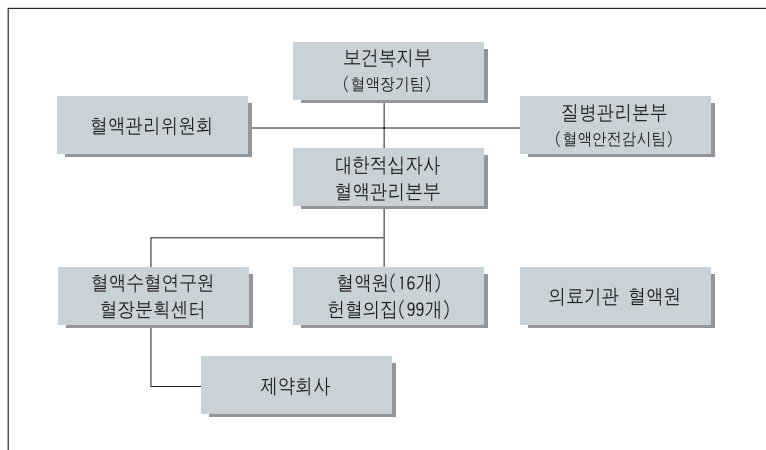 보건복지부
(혈액장기팀)
혈액관리위원회
질병관리본부
(혈액안전감시팀)
대한적십자사
혈액관리본부
혈액수혈연구원
혈장분획센터
혈액원(16개)
헌혈의집(99개)
의료기관 혈액원
제약회사